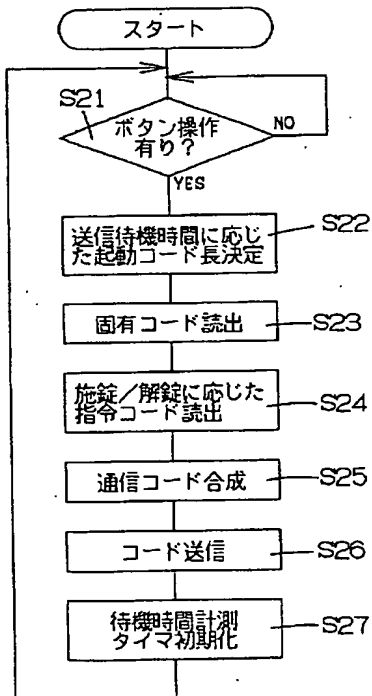 スタート
S21
ボタン操作
有り?
NO
YES
送信待機時間に応じ
た起動コード長決定
S22
固有コード読出
S23
施錠/解錠に応じた
指令コード読出
S24
通信コード合成
S25
コード送信
S26
待機時間計測
タイマ初期化
S27